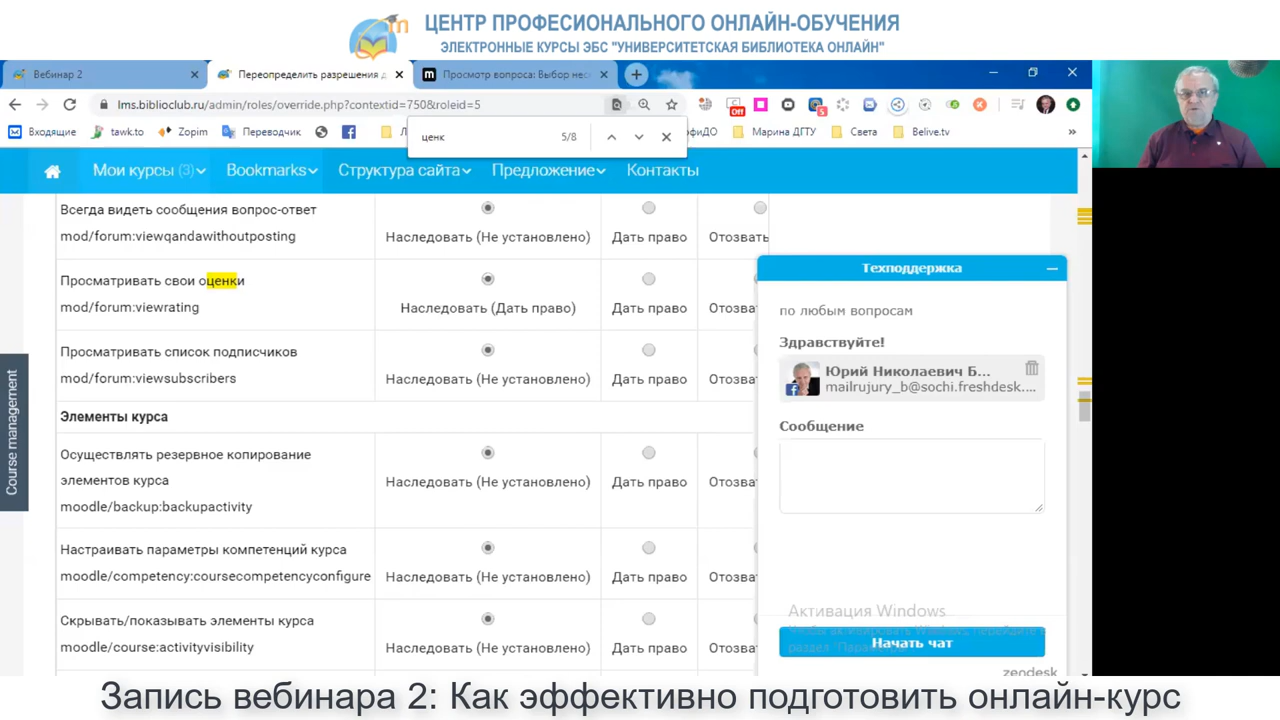 ЦЕНТР ПРОФЕСИОНАЛЬНОГО ОНЛАЙН-ОБУЧЕНИЯ
ЭЛЕКТРОННЫЕ КУРСЫ ЭБС "УНИВЕРСИТЕТСКАЯ БИБЛИОТЕКА ОНЛАЙН"
Вебинар 2
Переопределить разрешения д
Просмотр вопроса: Выбор нес
lms.biblioclub.ru/admin/roles/override.php?contextid=750&roleid=5
Off
5
Входящие
tawk.to
Zopim
Переводчик
Л
ценк
5/8
Марина ДГТУ
Света
Belive.tv
»
Мои курсы (3)
Bookmarks
Структура сайта
Предложение
Контакты
Course management
Всегда видеть сообщения вопрос-ответ
mod/forum:viewqandawithoutposting
Наследовать (Не установлено)
Дать право
Отозвать
Просматривать свои оценки
mod/forum:viewrating
Наследовать (Дать право)
Дать право
Отозва
Просматривать список подписчиков
mod/forum:viewsubscribers
Наследовать (Не установлено)
Дать право
Отозва
Элементы курса
Осуществлять резервное копирование
элементов курса
moodle/backup:backupactivity
Наследовать (Не установлено)
Дать право
Отозва
Настраивать параметры компетенций курса
moodle/competency:coursecompetencyconfigure
Наследовать (Не установлено)
Дать право
Отозва
Скрывать/показывать элементы курса
moodle/course:activityvisibility
Наследовать (Не установлено)
Дать право
Отозва
Техподдержка
по любым вопросам
Здравствуйте!
Юрий Николаевич Б...
mailrujury_b@sochi.freshdesk....
Сообщение
Активация Windows
Начать чат
zendesk
Запись вебинара 2: Как эффективно подготовить онлайн-курс